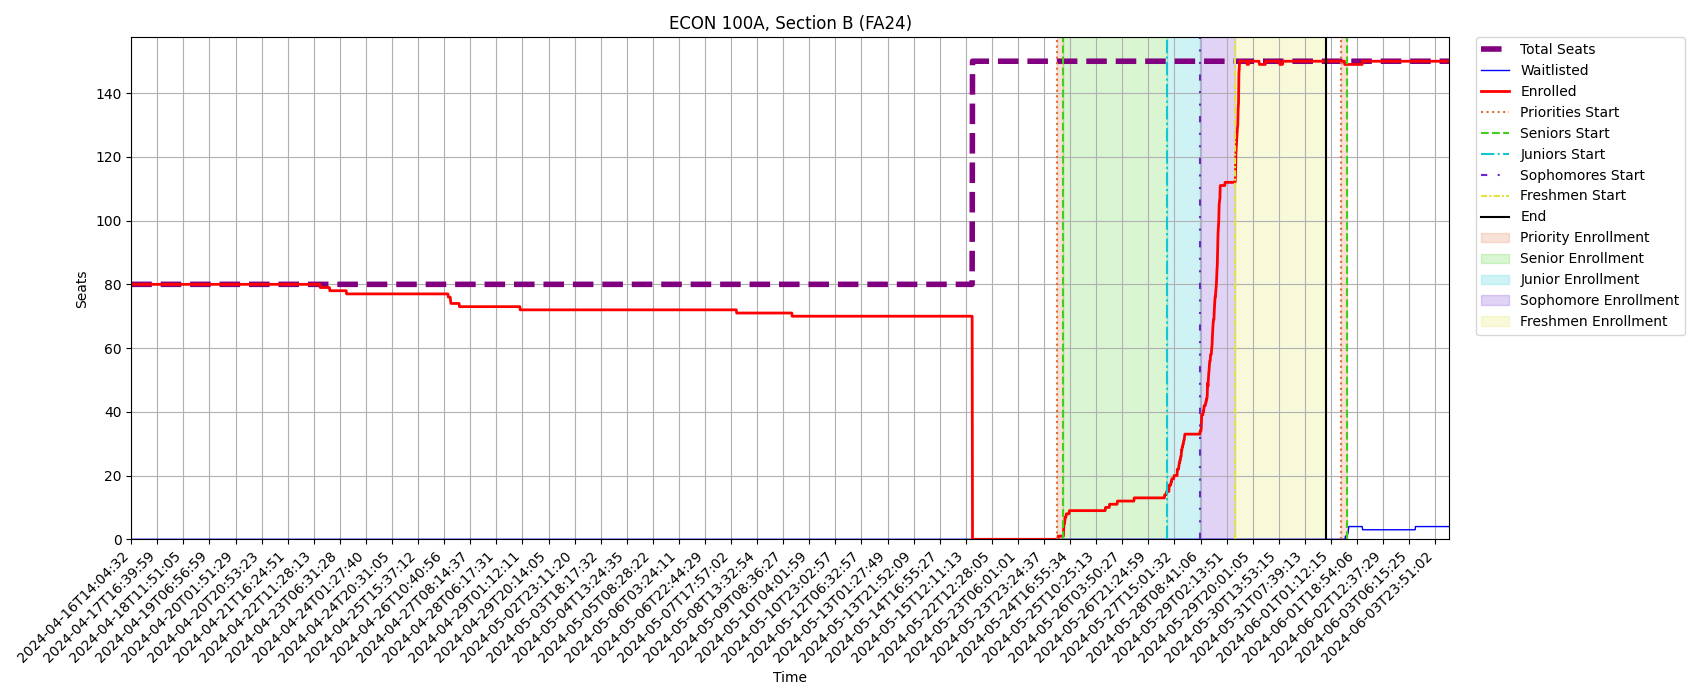 ECON 100A, Section B (FA24)
Seats
140
120
100
80
60
40
20
0
2024-04-16T14:04:32
2024-04-17T16:39:59
2024-04-18T11:51:05
2024-04-19T06:56:59
2024-04-20T01:51:29
2024-04-20T20:53:23
2024-04-21T16:24:51
2024-04-22T11:28:13
2024-04-23T06:31:28
2024-04-24T01:27:40
2024-04-24T20:31:05
2024-04-25T15:37:12
2024-04-26T10:40:56
2024-04-27T08:14:37
2024-04-28T06:17:31
2024-04-29T01:12:11
2024-04-29T20:14:05
2024-05-02T23:11:20
2024-05-03T18:17:32
2024-05-04T13:24:35
2024-05-05T08:28:22
2024-05-06T03:24:11
2024-05-06T22:44:29
2024-05-07T17:57:02
2024-05-08T13:32:54
2024-05-09T08:36:27
2024-05-10T04:01:59
2024-05-12T23:02:57
2024-05-12T06:32:57
2024-05-13T01:27:49
2024-05-13T21:52:09
2024-05-14T16:55:27
2024-05-15T12:11:13
2024-05-22T12:28:05
2024-05-23T06:01:01
2024-05-23T23:24:37
2024-05-24T16:55:34
2024-05-25T10:25:13
2024-05-26T03:50:27
2024-05-26T21:24:59
2024-05-27T15:01:32
2024-05-28T08:41:06
2024-05-29T02:13:51
2024-05-29T20:01:05
2024-05-30T13:53:15
2024-05-31T07:39:13
2024-06-01T01:12:15
2024-06-01T18:54:06
2024-06-02T12:37:29
2024-06-03T06:15:25
2024-06-03T23:51:02
Time
Total Seats
Waitlisted
Enrolled
Priorities Start
Seniors Start
Juniors Start
Sophomores Start
Freshmen Start
End
Priority Enrollment
Senior Enrollment
Junior Enrollment
Sophomore Enrollment
Freshmen Enrollment